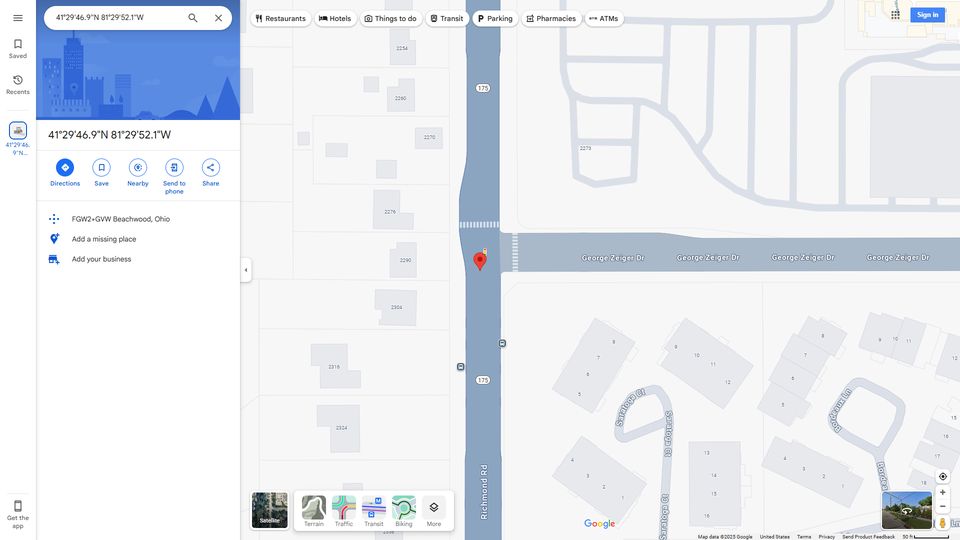 41°29'46.9"N 81°29'52.1"W
Restaurants
Hotels
Things to do
Transit
Parking
Pharmacies
ATMs
Sign in
Saved
Recents
41°29'46.
9"N...
41°29'46.9"N 81°29'52.1"W
Directions
Save
Nearby
Send to
phone
Share
FGW2+GVW Beachwood, Ohio
Add a missing place
Add your business
Get the
app
2254
175
2260
2270
2273
2276
2290
George Zeiger Dr
George Zeiger Dr
George Zeiger Dr
George Zeiger Dr
2304
2316
175
2324
Richmond Rd
8
7
6
5
9
10
11
12
8
7
6
5
9
10
11
12
Saratoga Ct
Saratoga Ct
Saratoga Ct
Bordeaux Ln
4
3
2
1
13
14
15
16
4
3
2
1
15
16
17
Satellite
Terrain
Traffic
Transit
Biking
More
Google
Map data ©2025 Google
United States
Terms
Privacy
Send Product Feedback
50 ft